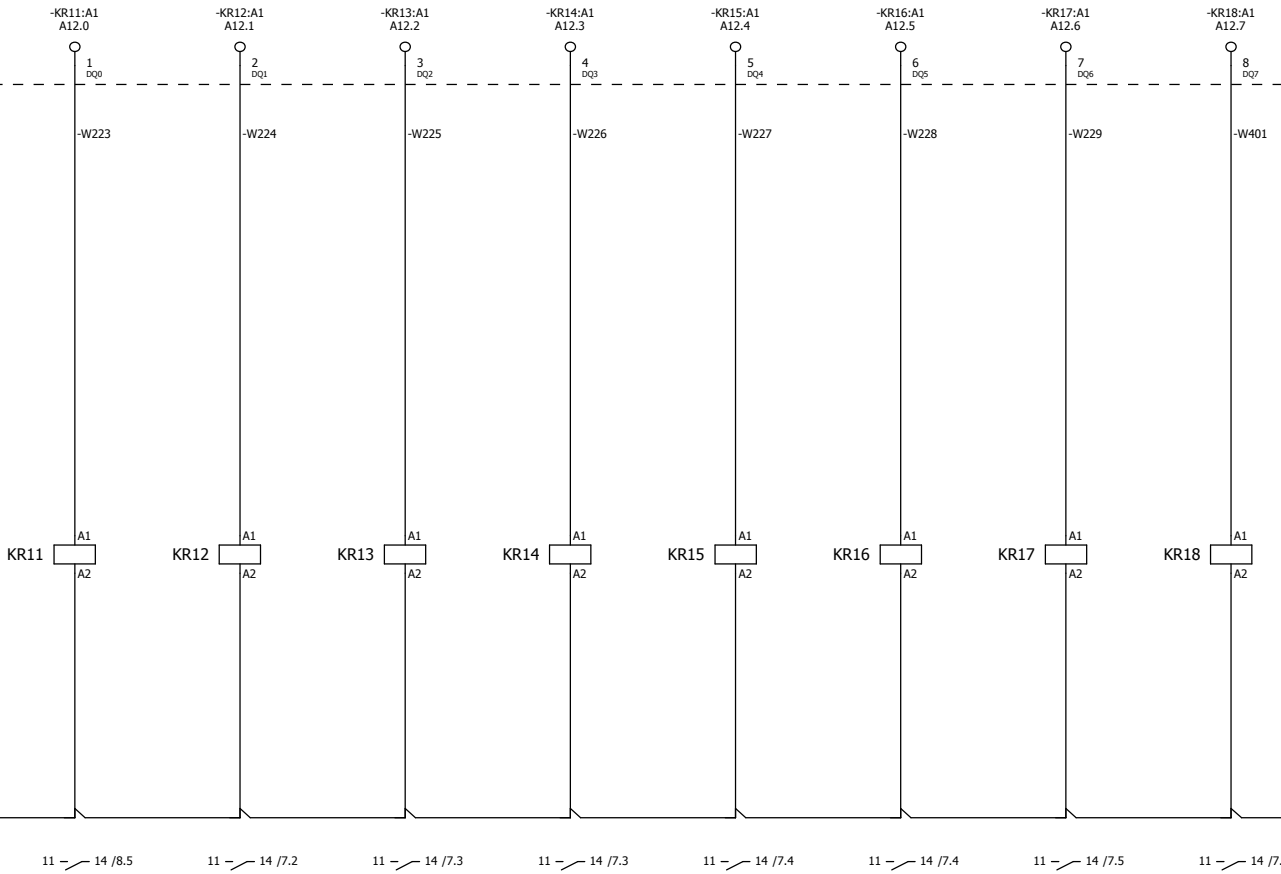 -KR11:A1 -KR12:A1 -KR13:A1 -KR14:A1 -KR15:A1 -KR16:A1 -KR17:A1 -KR18:A1
A12.0 A12.1 A12.2 A12.3 A12.4 A12.5 A12.6 A12.7
1 2 3 4 5 6 7 8
DQ0 DQ1 DQ2 DQ3 DQ4 DQ5 DQ6 DQ7
-W223 -W224 -W225 -W226 -W227 -W228 -W229 -W401
A1 A1 A1 A1 A1 A1 A1 A1
KR11 KR12 KR13 KR14 KR15 KR16 KR17 KR18
A2 A2 A2 A2 A2 A2 A2 A2
11 14 /8.5 11 14 /7.2 11 14 /7.3 11 14 /7.3 11 14 /7.4 11 14 /7.4 11 14 /7.5 11 14